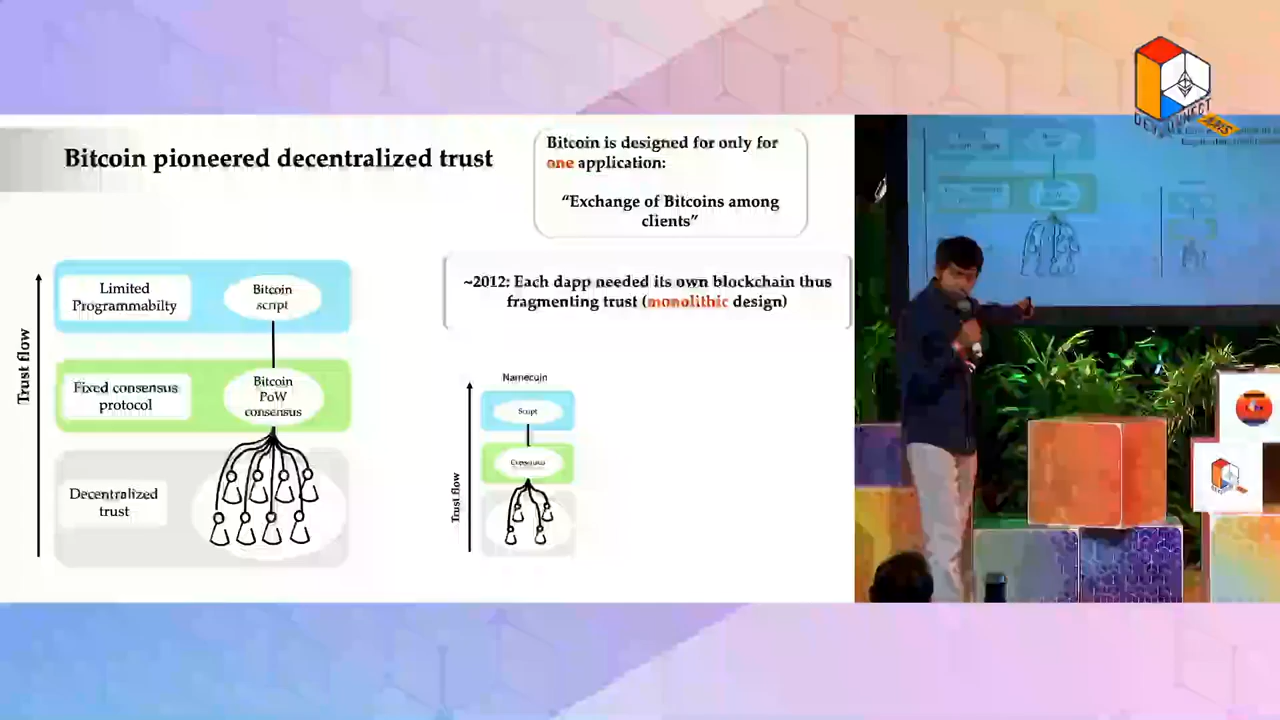 Bitcoin pioneered decentralized trust
Bitcoin is designed for only for
one application:
“Exchange of Bitcoins among
clients”
~2012: Each dapp needed its own blockchain thus
fragmenting trust (monolithic design)
Trust flow
Limited
Programmabilty
Bitcoin
script
Fixed consensus
protocol
Bitcoin
PoW
consensus
Decentralized
trust
Namecoin
Trust flow
Script
Consensus
DEVCONNECT